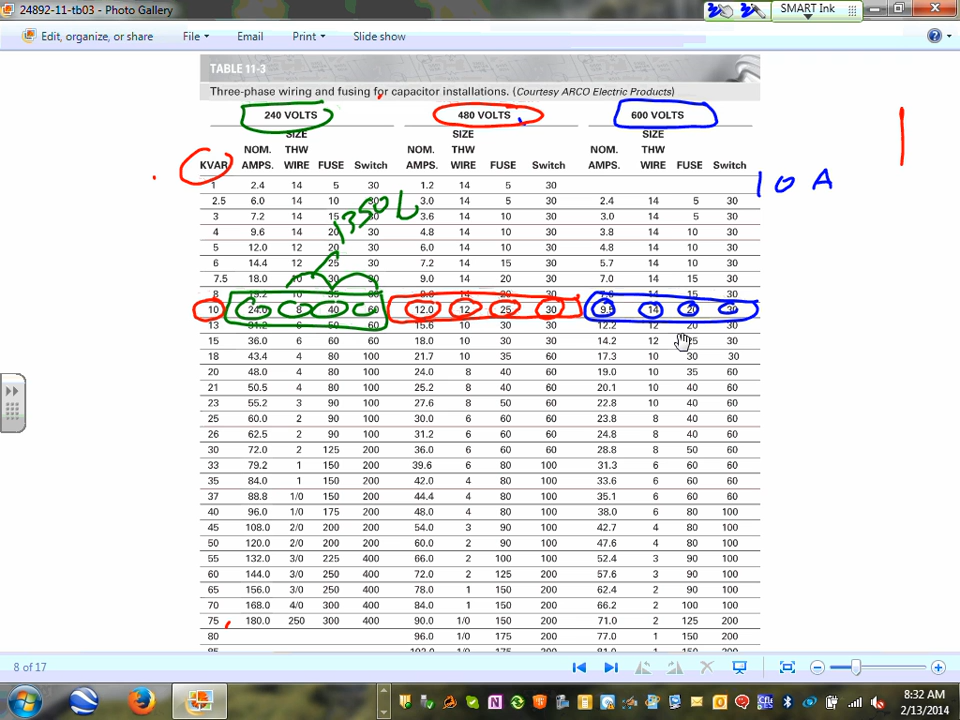 24892-11-tb03 - Photo Gallery
SMART Ink
Edit, organize, or share File Email Print Slide show
TABLE 11-3
Three-phase wiring and fusing for capacitor installations. (Courtesy ARCO Electric Products)
240 VOLTS 480 VOLTS 600 VOLTS
SIZE SIZE SIZE
NOM. THW NOM. THW NOM. THW
KVAR AMPS. WIRE FUSE Switch AMPS. WIRE FUSE Switch AMPS. WIRE FUSE Switch
1 2.4 14 5 30 1.2 14 5 30
10 A
2.5 6.0 14 10 30 3.0 14 5 30 2.4 14 5 30
1350
3 7.2 14 15 30 3.6 14 10 30 3.0 14 5 30
4 9.6 14 20 30 4.8 14 10 30 3.8 14 10 30
5 12.0 12 20 30 6.0 14 10 30 4.8 14 10 30
6 14.4 12 25 30 7.2 14 15 30 5.7 14 10 30
7.5 18.0 10 30 30 9.0 14 20 30 7.0 14 15 30
8 19.2 10 35 60 20 30 14 15 30
10 24.0 8 40 60 12.0 12 25 30 9.5 14 20 30
13 31.2 6 50 60 15.6 10 30 30 12.2 12 20 30
15 36.0 6 60 60 18.0 10 30 30 14.2 12 25 30
18 43.4 4 80 100 21.7 10 35 60 17.3 10 30 30
20 48.0 4 80 100 24.0 8 40 60 19.0 10 35 60
21 50.5 4 80 100 25.2 8 40 60 20.1 10 40 60
23 55.2 3 90 100 27.6 8 50 60 22.8 10 40 60
25 60.0 2 90 100 30.0 6 60 60 23.8 8 40 60
26 62.5 2 90 100 31.2 6 60 60 24.8 8 40 60
30 72.0 2 125 200 36.0 6 60 60 28.8 8 50 60
33 79.2 1 150 200 39.6 6 80 100 31.3 6 60 60
35 84.0 1 150 200 42.0 4 80 100 33.6 6 60 60
37 88.8 1/0 150 200 44.4 4 80 100 35.1 6 60 60
40 96.0 1/0 175 200 48.0 4 80 100 38.0 6 80 100
45 108.0 2/0 200 200 54.0 3 90 100 42.7 4 80 100
50 120.0 2/0 200 200 60.0 2 90 100 47.6 4 80 100
55 132.0 3/0 225 400 66.0 2 100 100 52.4 3 90 100
60 144.0 3/0 250 400 72.0 2 125 200 57.6 3 90 100
65 156.0 3/0 250 400 78.0 1 150 200 62.4 2 90 100
70 168.0 4/0 300 400 84.0 1 150 200 66.2 2 100 100
75 180.0 250 300 400 90.0 1/0 150 200 71.0 2 125 200
80 96.0 1/0 175 200 77.0 1 150 200
8 of 17
8:32 AM
2/13/2014